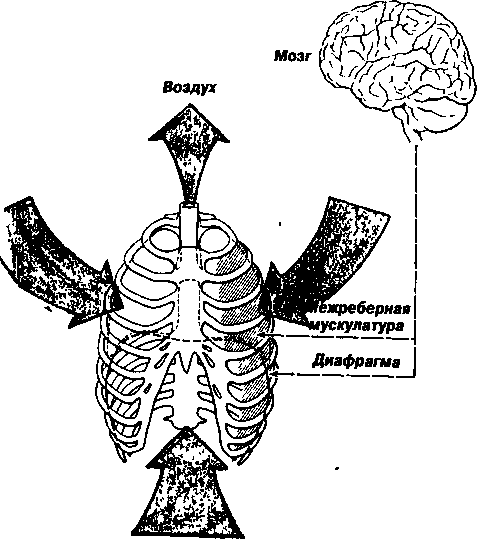 Мозг
Воздух
межреберная
мускулатура
Диафрагма